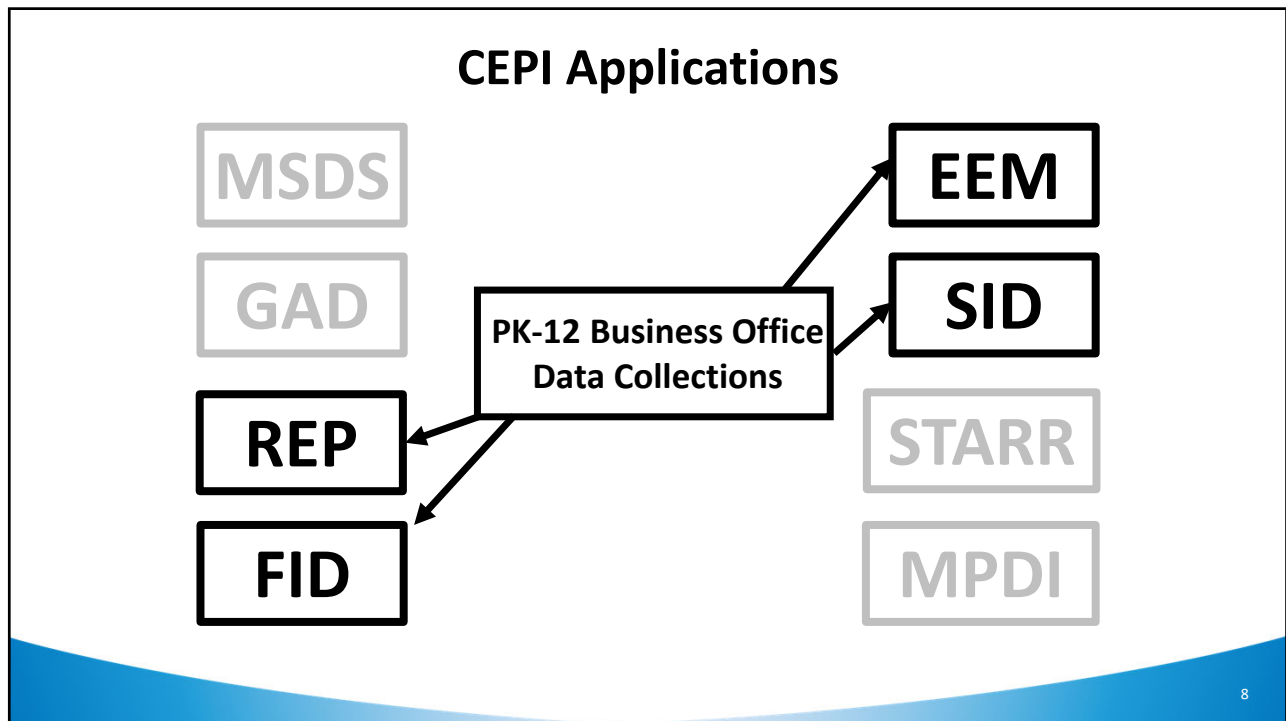 CEPI Applications
MSDS
GAD
REP
FID
PK-12 Business Office
Data Collections
EEM
SID
STARR
MPDI
8